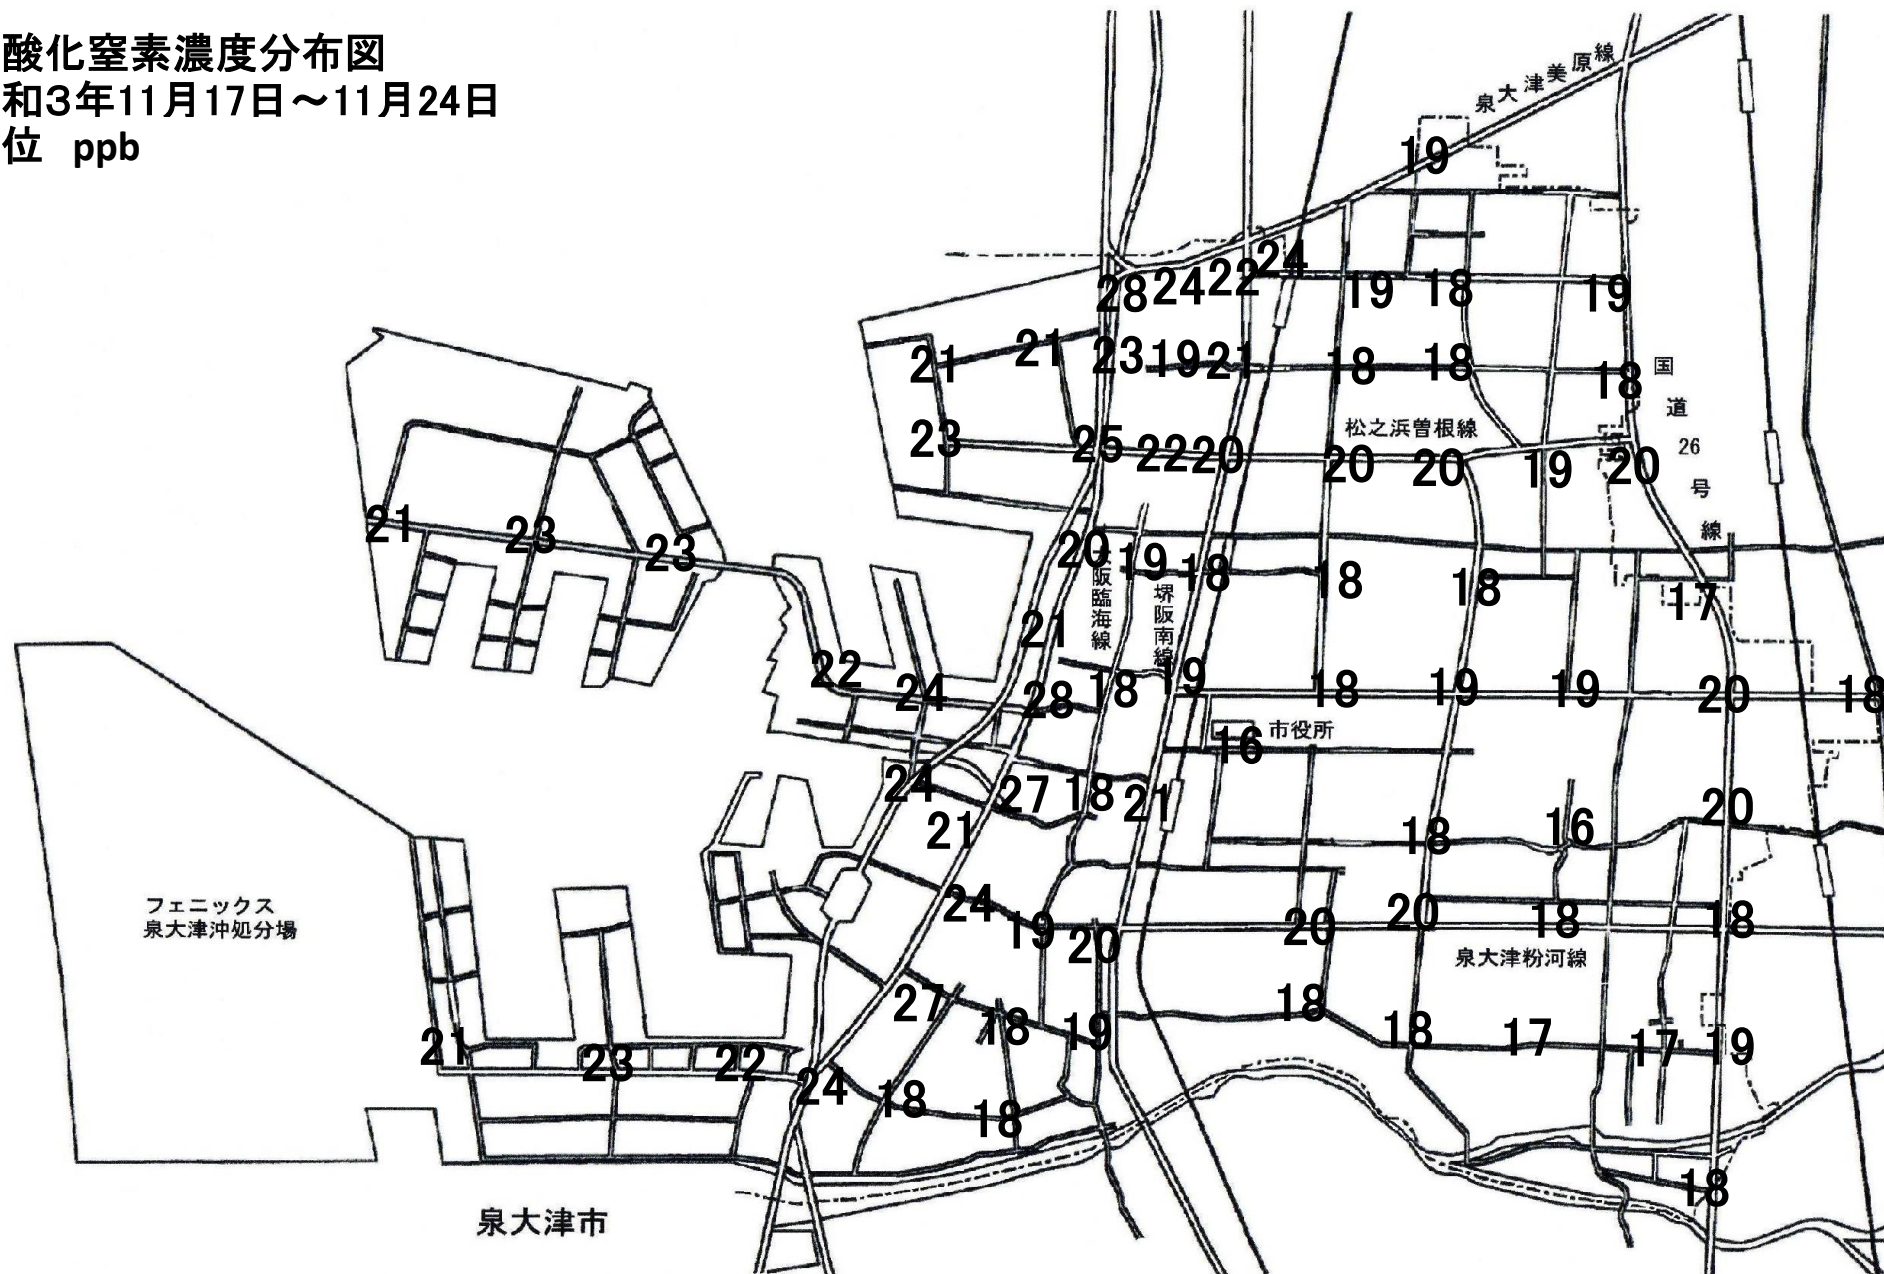 酸化窒素濃度分布図
和3年11月17日～11月24日
位 ppb
泉大津美原線
19
28 24 22 24 19 18 19
21 21 23 19 21 18 18 18
国道26号線
松之浜曽根線
23 25 22 20 20 20 19 20
21 23 23 20 19 18 18 18 17
阪臨海線
堺阪南線
21
22 24 28 18 19 18 19 19 20 18
16 市役所
24 27 18 21 20
21 18 16
フェニックス
泉大津沖処分場
24 19 20 20 20 18 18
泉大津粉河線
27 18 19 18 18 17 17 19
21 23 22 24 18 18
18
泉大津市